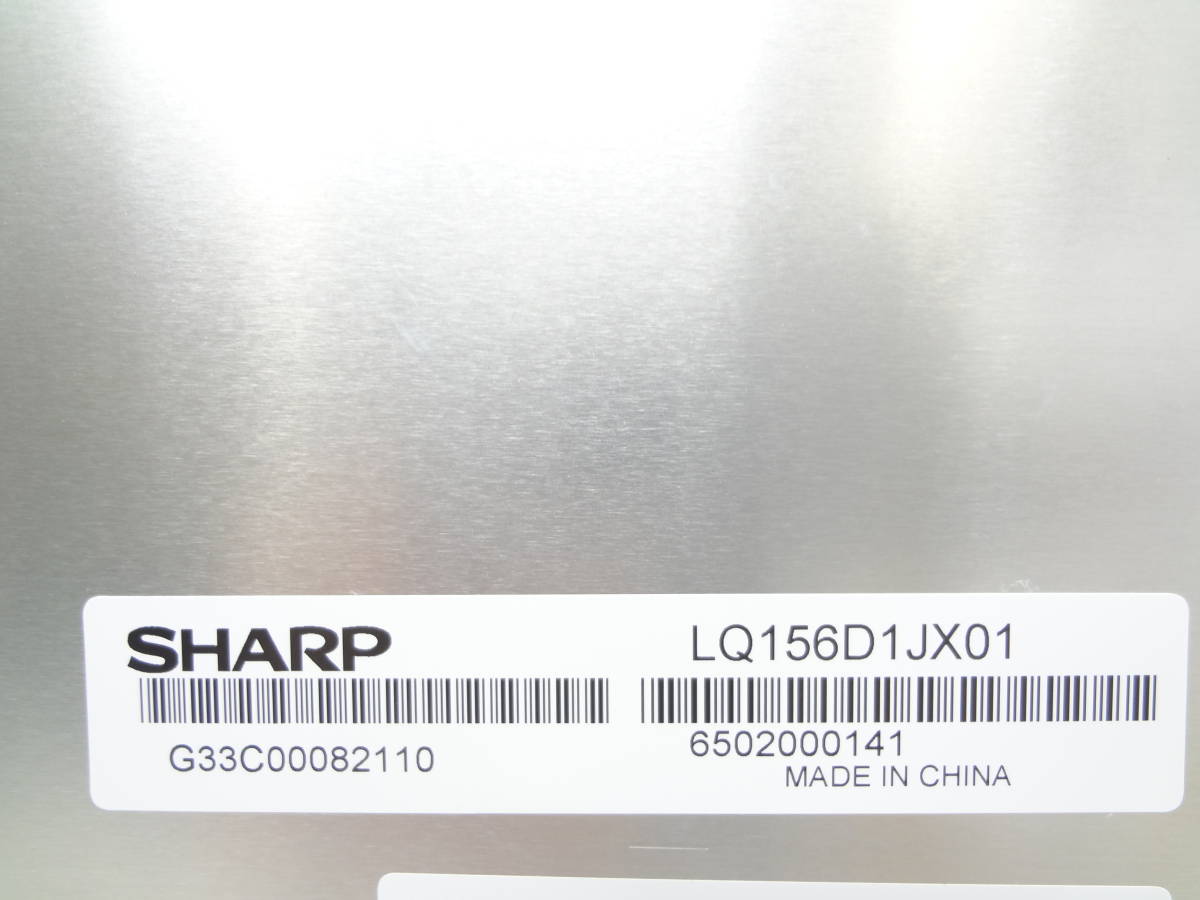 SHARP
LQ156D1JX01
G33C00082110
6502000141
MADE IN CHINA